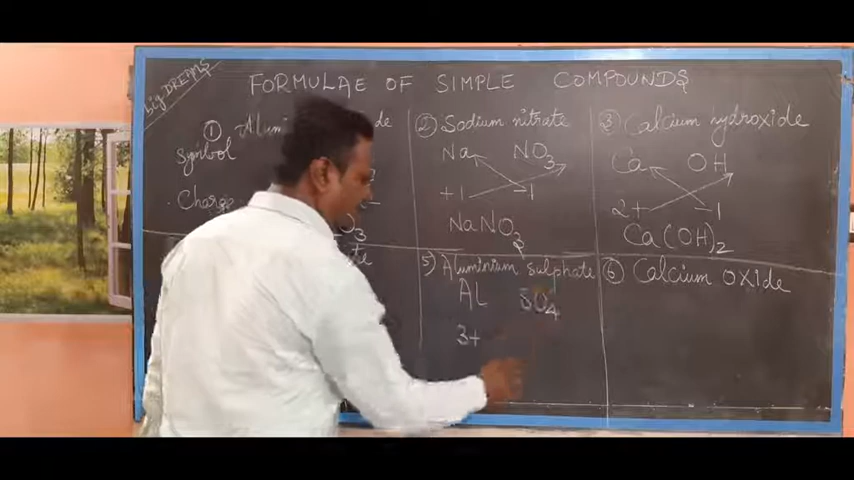 big DREAMS
FORMULAE OF SIMPLE COMPOUNDS
①
Symbol
Charge
② Sodium nitrate
Na NO3
+1 -1
NaNO3
③ Calcium hydroxide
Ca OH
2+ -1
Ca(OH)2
5) Aluminium sulphate
AL SO4
3+
⑥ Calcium oxide